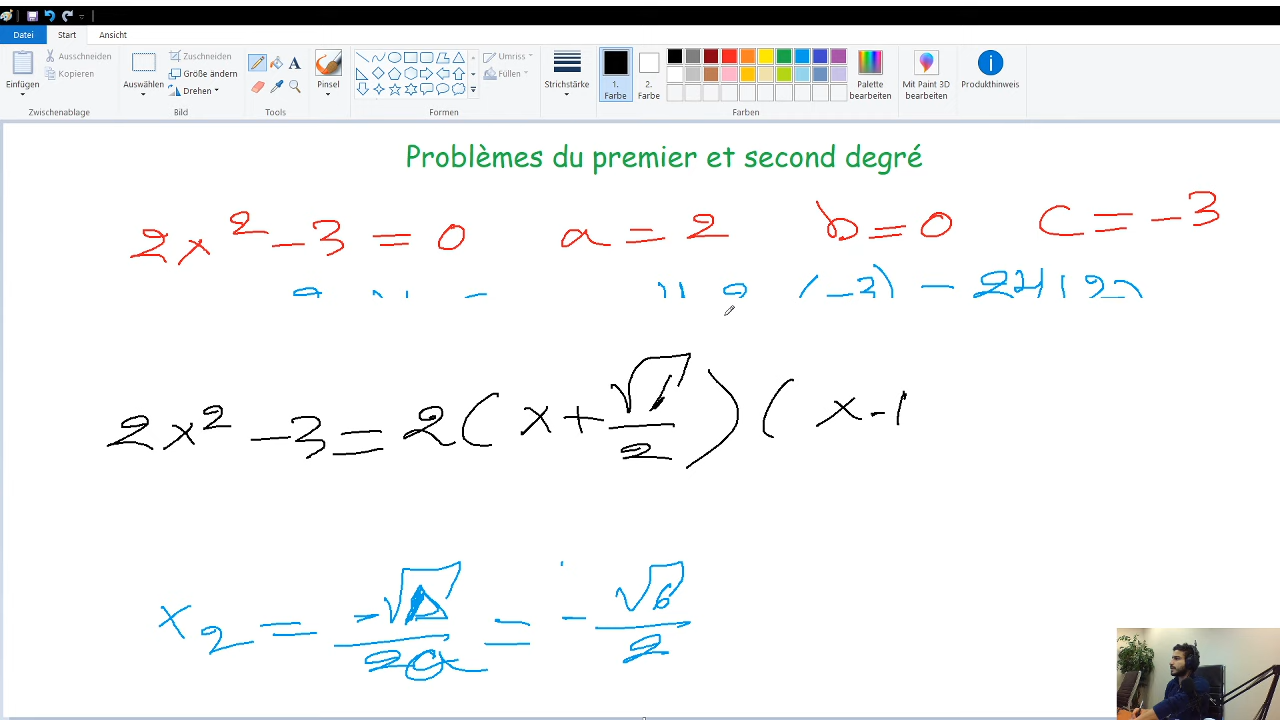 Datei Start Ansicht
Einfügen
Ausschneiden
Auswählen
Zuschneiden
Größe ändern
Drehen
Pinsel
Umriss
Füllen
Strichstärke
1. Farbe
2. Farbe
Palette bearbeiten
Mit Paint 3D bearbeiten
Produkthinweis
Zwischenablage Bild Tools Formen Farben
Problèmes du premier et second degré
2x² - 3 = 0 a = 2 b = 0 c = -3
2x² - 3 = 2(x + √6/2)(x -
x₂ = -√Δ/2a = -√6/2